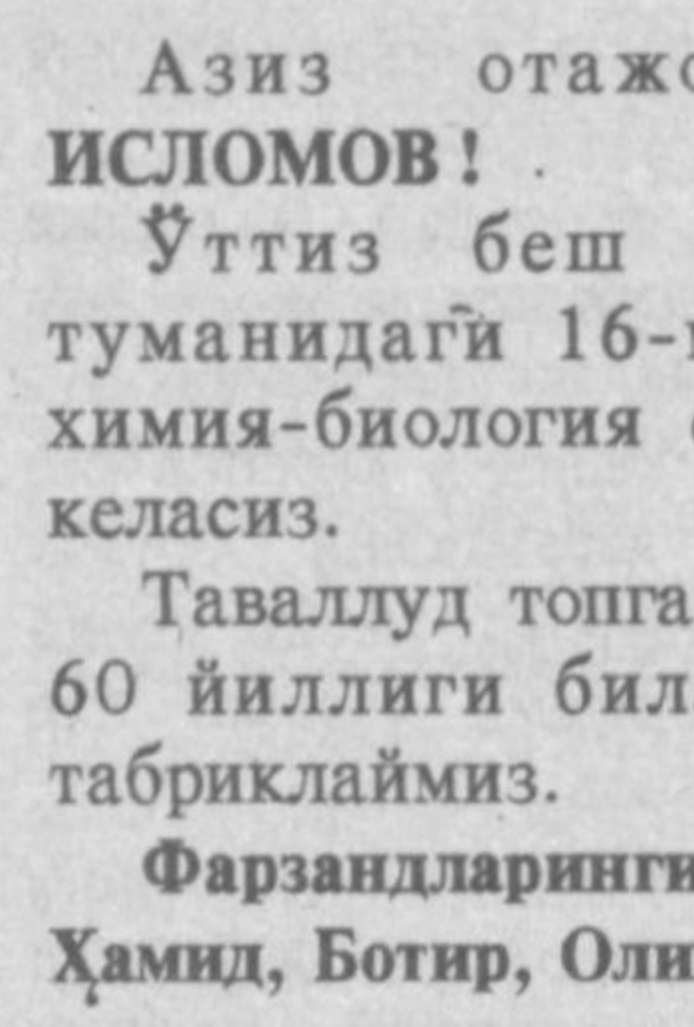 Азиз отажо
ИСЛОМОВ!
Ўттиз беш
туманидаги 16-
химия-биология
келасиз.
Таваллуд топга
60 йиллиги бил
табриклаймиз.
Фарзандларинги
Ҳамид, Ботир, Оли